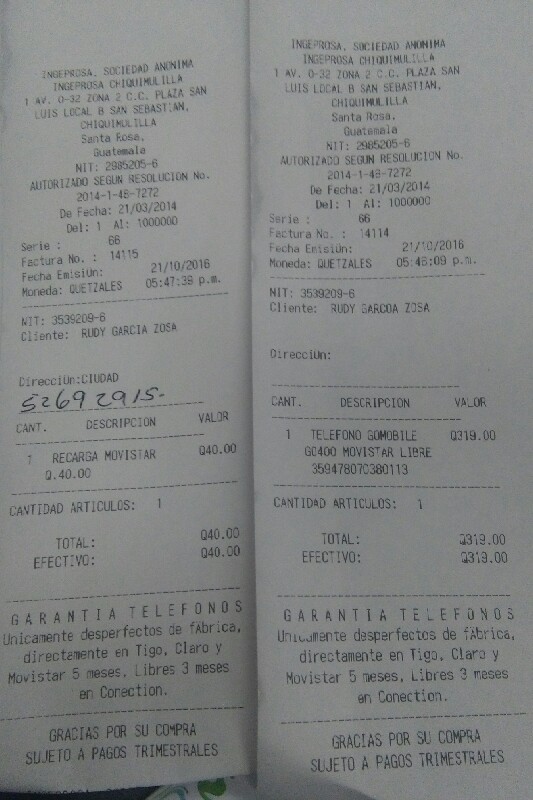 INGEPROSA, SOCIEDAD ANONIMA
INGEPROSA CHIQUIMULILLA
1 AV. 0-32 ZONA 2 C.C. PLAZA SAN
LUIS LOCAL B SAN SEBASTIAN,
CHIQUIMULILLA
Santa Rosa,
Guatemala
NIT: 2985205-6
AUTORIZADO SEGUN RESOLUCION No.
2014-1-46-7272
De Fecha: 21/03/2014
Del: 1 Al: 1000000
Serie : 66
Factura No. : 14115
Fecha EmisiUn: 21/10/2016
Moneda: QUETZALES 05:47:39 p.m.
NIT: 3539209-6
Cliente: RUDY GARCIA ZOSA
DirecciUn:CIUDAD
52692915-
CANT. DESCRIPCION VALOR
RECARGA MOVISTAR Q40.00
Q.40.00
CANTIDAD ARTICULOS: 1
TOTAL: Q40.00
EFECTIVO: Q40.00
GARANTIA TELEFONOS
Unicamente desperfectos de fÁbrica,
directamente en Tigo, Claro y
Movistar 5 meses, Libres 3 meses
en Conection.
GRACIAS POR SU COMPRA
SUJETO A PAGOS TRIMESTRALES
INGEPROSA, SOCIEDAD ANONIMA
INGEPROSA CHIQUIMULILLA
1 AV. 0-32 ZONA 2 C.C. PLAZA SAN
LUIS LOCAL B SAN SEBASTIAN,
CHIQUIMULILLA
Santa Rosa,
Guatemala
NIT: 2985205-6
AUTORIZADO SEGUN RESOLUCION No.
2014-1-46-7272
De Fecha: 21/03/2014
Del: 1 Al: 1000000
Serie : 66
Factura No. : 14114
Fecha EmisiUn: 21/10/2016
Moneda: QUETZALES 05:46:09 p.m.
NIT: 3539209-6
Cliente: RUDY GARCOA ZOSA
DirecciUn:
CANT. DESCRIPCION VALOR
1 TELEFONO GOMOBILE Q319.00
GO400 MOVISTAR LIBRE
359478070380113
CANTIDAD ARTICULOS: 1
TOTAL: Q319.00
EFECTIVO: Q319.00
GARANTIA TELEFONOS
Unicamente desperfectos de fÁbrica,
directamente en Tigo, Claro y
Movistar 5 meses, Libres 3 meses
en Conection.
GRACIAS POR SU COMPRA
SUJETO A PAGOS TRIMESTRALES